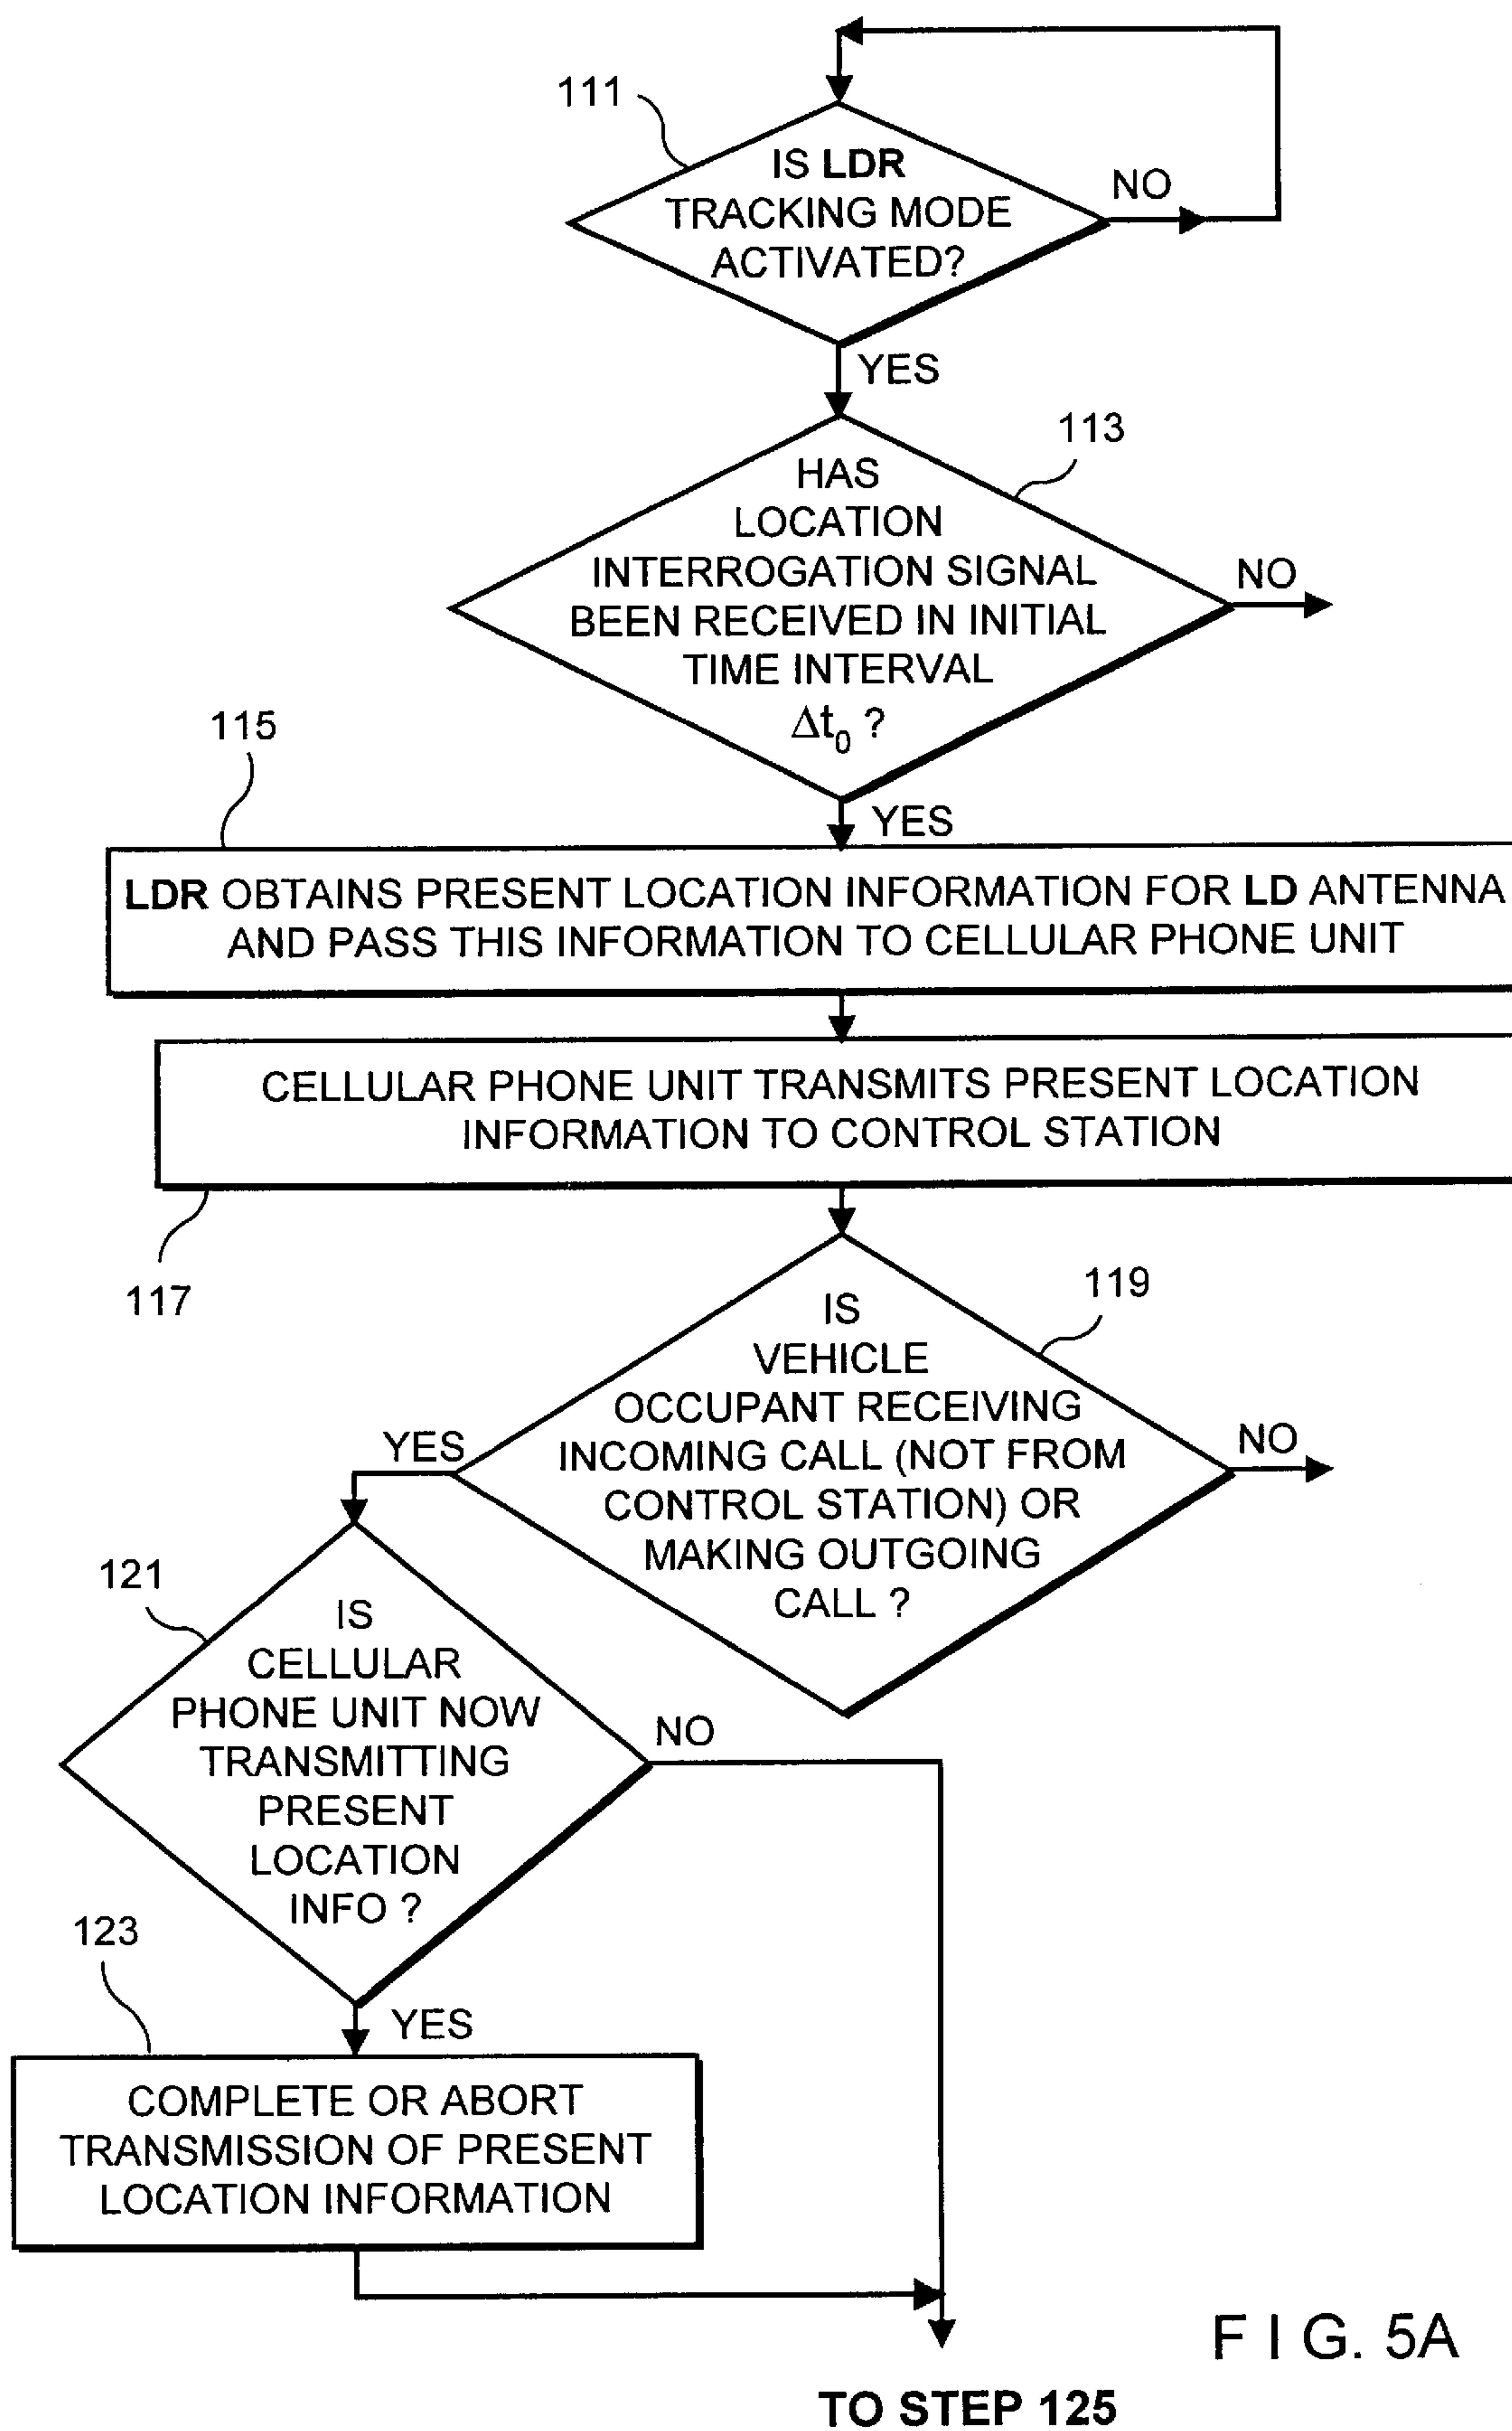 111
IS LDR
TRACKING MODE
ACTIVATED?
NO
YES
113
HAS
LOCATION
INTERROGATION SIGNAL
BEEN RECEIVED IN INITIAL
TIME INTERVAL
Δt₀ ?
NO
YES
115
LDR OBTAINS PRESENT LOCATION INFORMATION FOR LD ANTENNA
AND PASS THIS INFORMATION TO CELLULAR PHONE UNIT
CELLULAR PHONE UNIT TRANSMITS PRESENT LOCATION
INFORMATION TO CONTROL STATION
117
119
IS
VEHICLE
OCCUPANT RECEIVING
INCOMING CALL (NOT FROM
CONTROL STATION) OR
MAKING OUTGOING
CALL ?
YES
NO
121
IS
CELLULAR
PHONE UNIT NOW
TRANSMITTING
PRESENT
LOCATION
INFO ?
NO
YES
123
COMPLETE OR ABORT
TRANSMISSION OF PRESENT
LOCATION INFORMATION
TO STEP 125
F I G. 5A